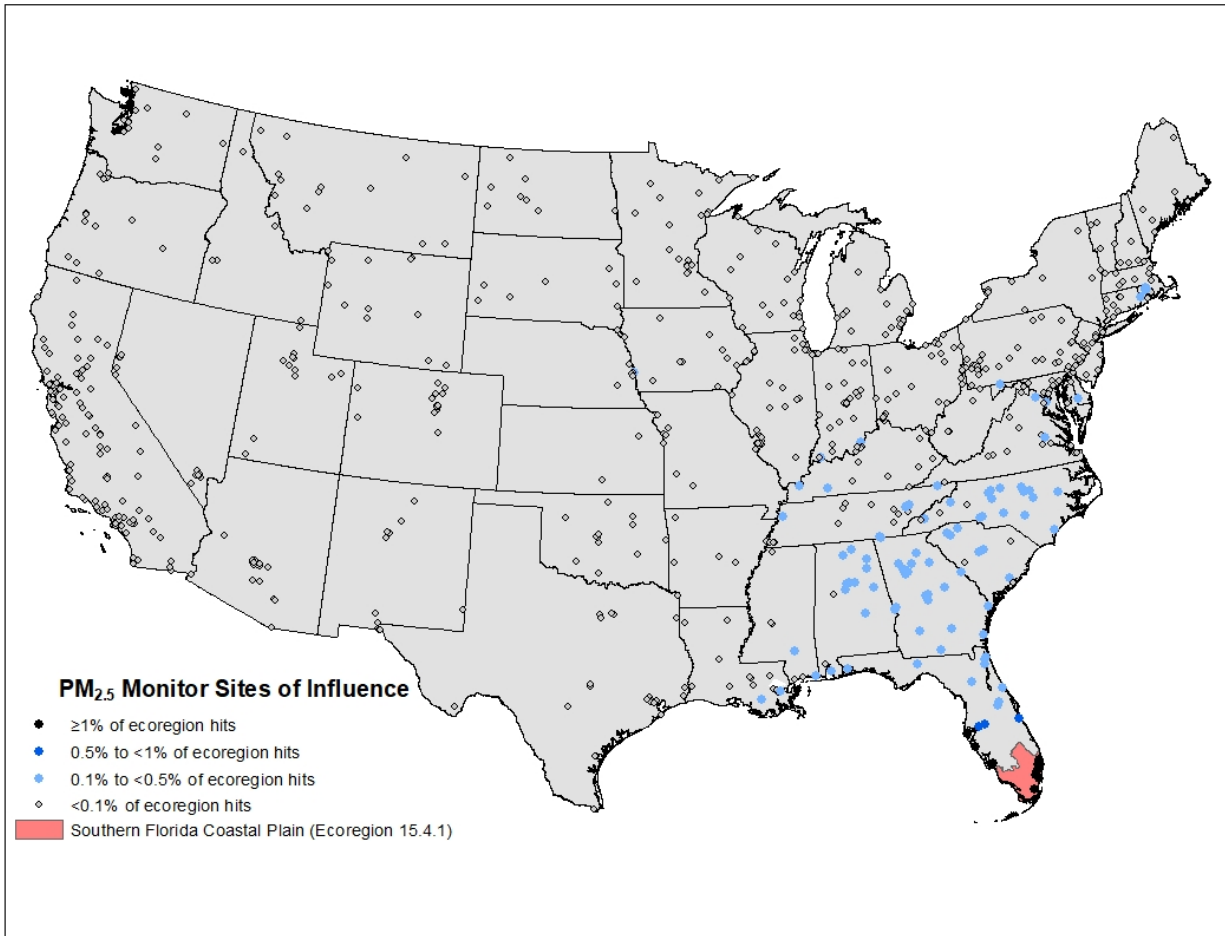 PM2.5 Monitor Sites of Influence
≥1% of ecoregion hits
0.5% to <1% of ecoregion hits
0.1% to <0.5% of ecoregion hits
<0.1% of ecoregion hits
Southern Florida Coastal Plain (Ecoregion 15.4.1)